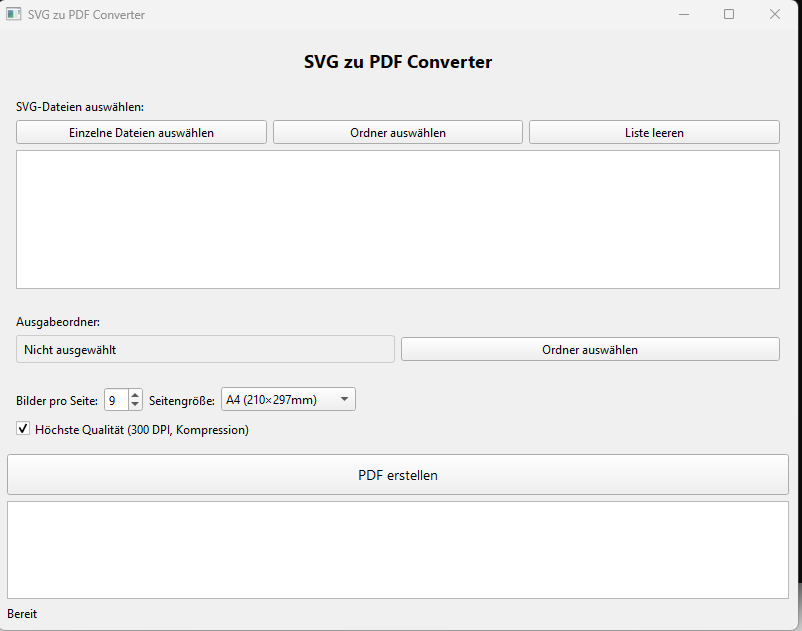 SVG zu PDF Converter
SVG zu PDF Converter
SVG-Dateien auswählen:
Einzelne Dateien auswählen Ordner auswählen Liste leeren
Ausgabeordner:
Nicht ausgewählt Ordner auswählen
Bilder pro Seite: 9 Seitengröße: A4 (210×297mm)
Höchste Qualität (300 DPI, Kompression)
PDF erstellen
Bereit